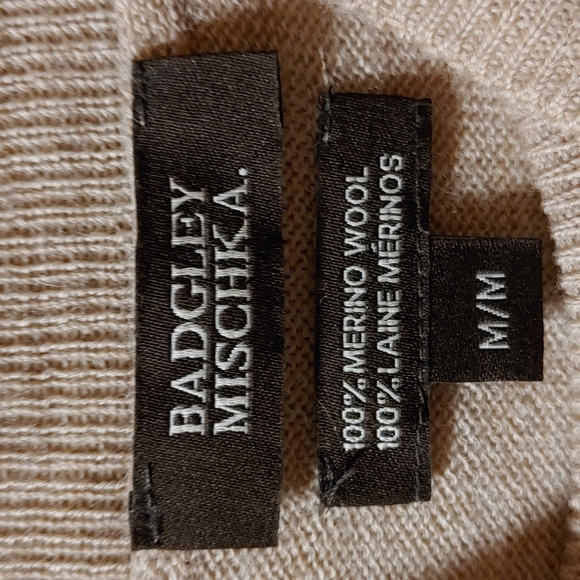 BADGLEY
MISCHKA.
100% MERINO WOOL
100% LAINE MÉRINOS
M/M